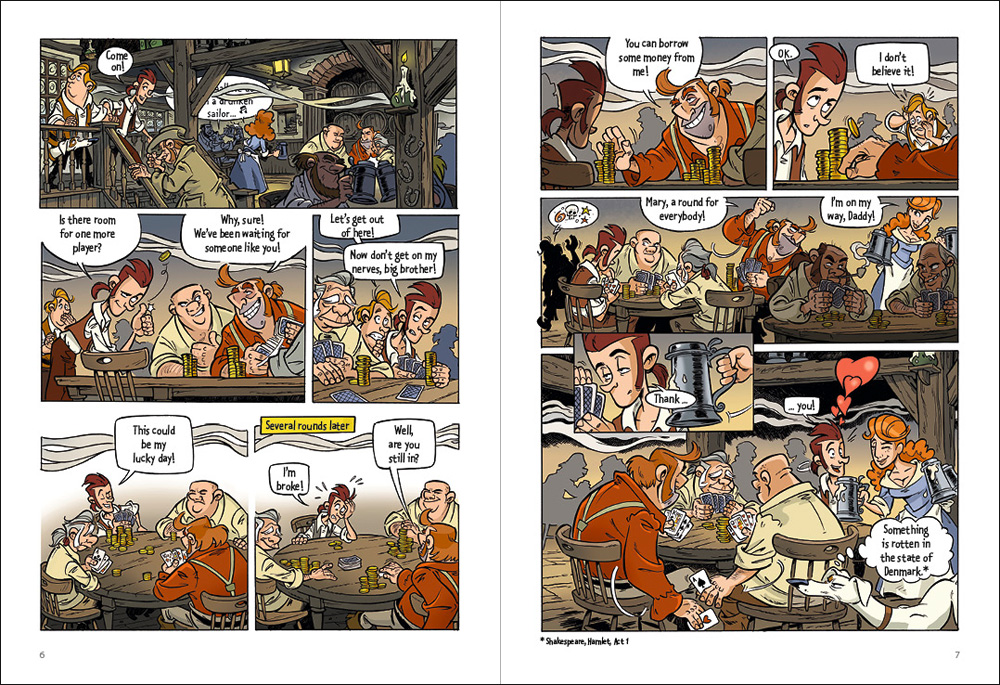 Come
on!
a drunken
sailor...
Is there room
for one more
player?
Why, sure!
We've been waiting for
someone like you!
Let's get out
of here!
Now don't get on my
nerves, big brother!
This could
be my
lucky day!
Several rounds later
I'm
broke!
Well,
are you
still in?
6
You can borrow
some money from
me!
OK.
I don't
believe it!
Mary, a round for
everybody!
I'm on my
way, Daddy!
Thank ...
... you!
Something
is rotten in
the state of
Denmark.*
* Shakespeare, Hamlet, Act 1
7